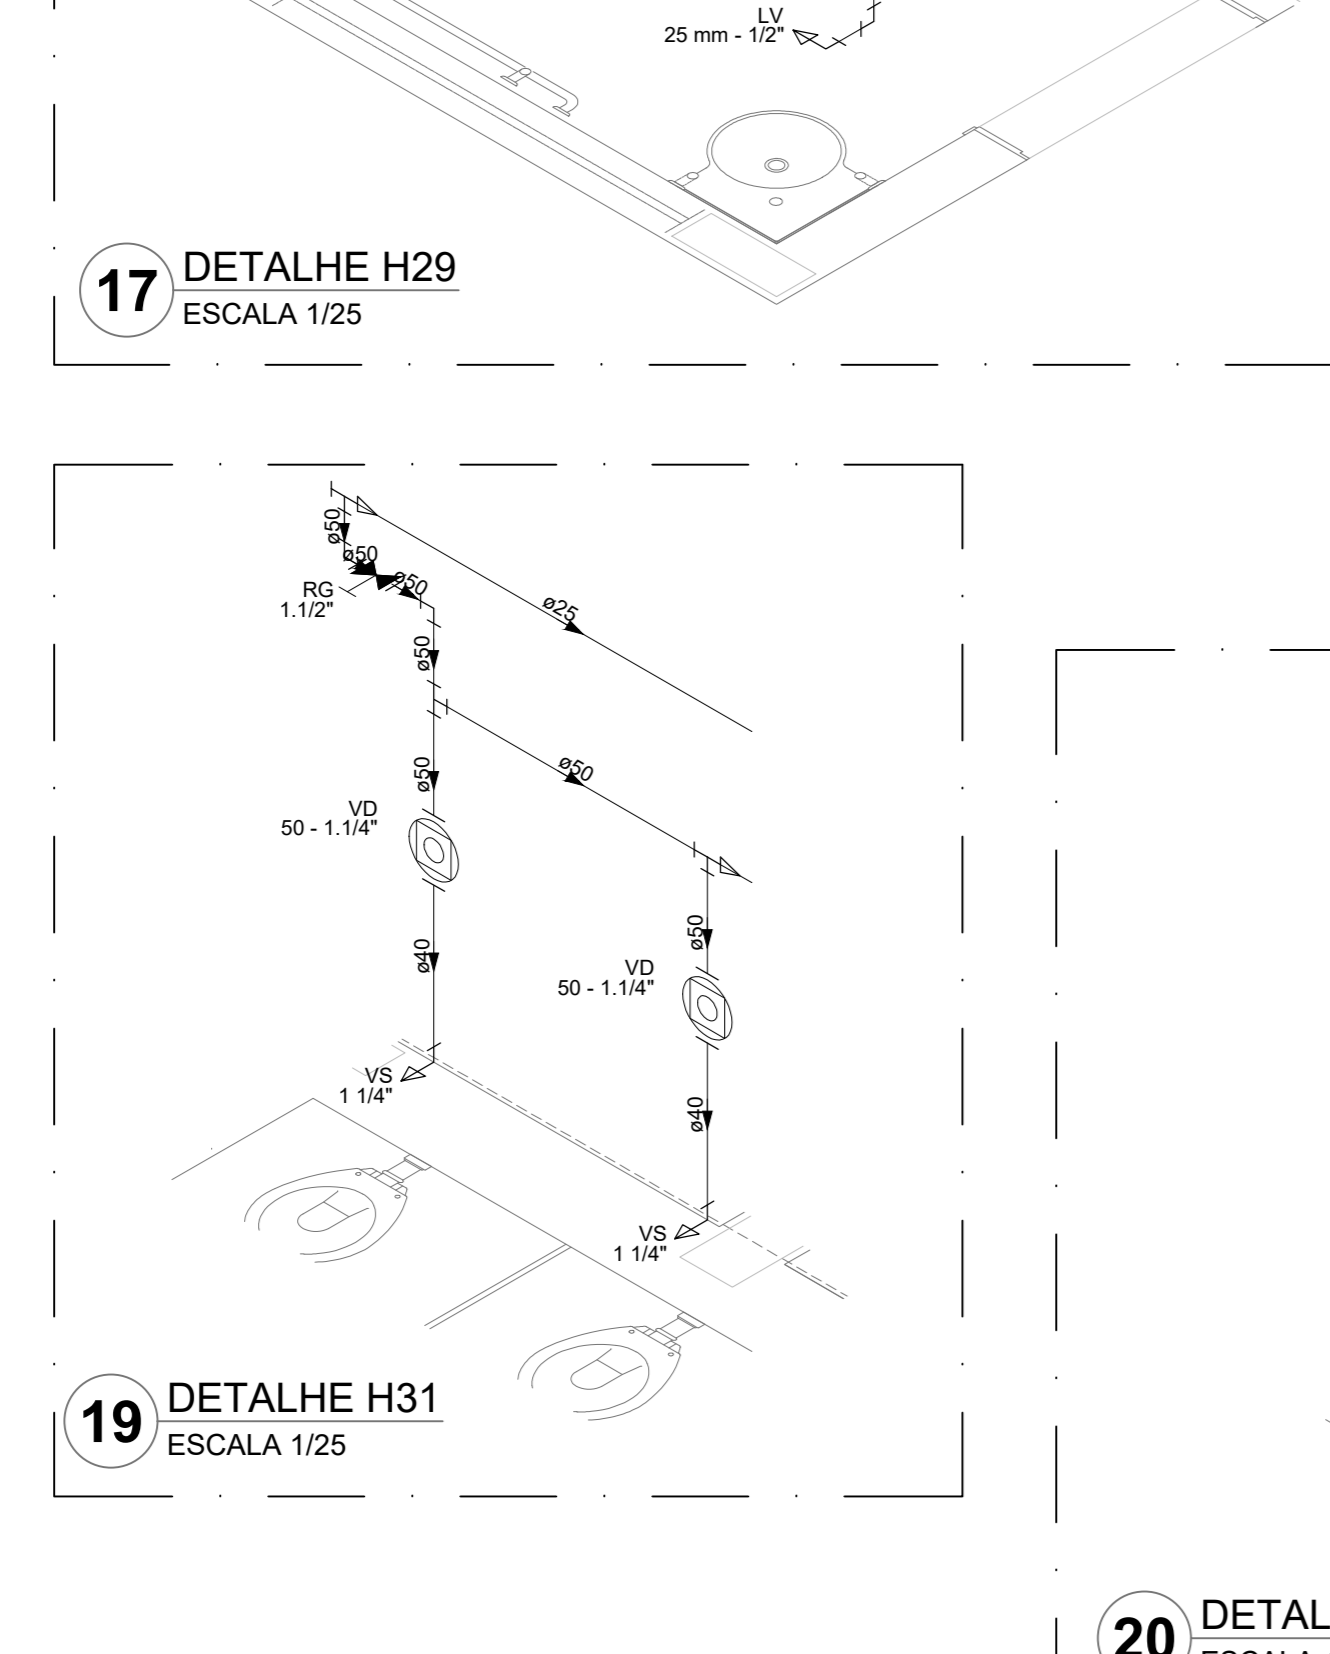 LV
25 mm - 1/2"
17
DETALHE H29
ESCALA 1/25
ø50
ø50
ø50
RG
1.1/2"
ø25
ø50
ø50
ø50
VD
50 - 1.1/4"
ø50
ø40
VD
50 - 1.1/4"
VS
1 1/4"
ø40
VS
1 1/4"
19
DETALHE H31
ESCALA 1/25
20
DETAL